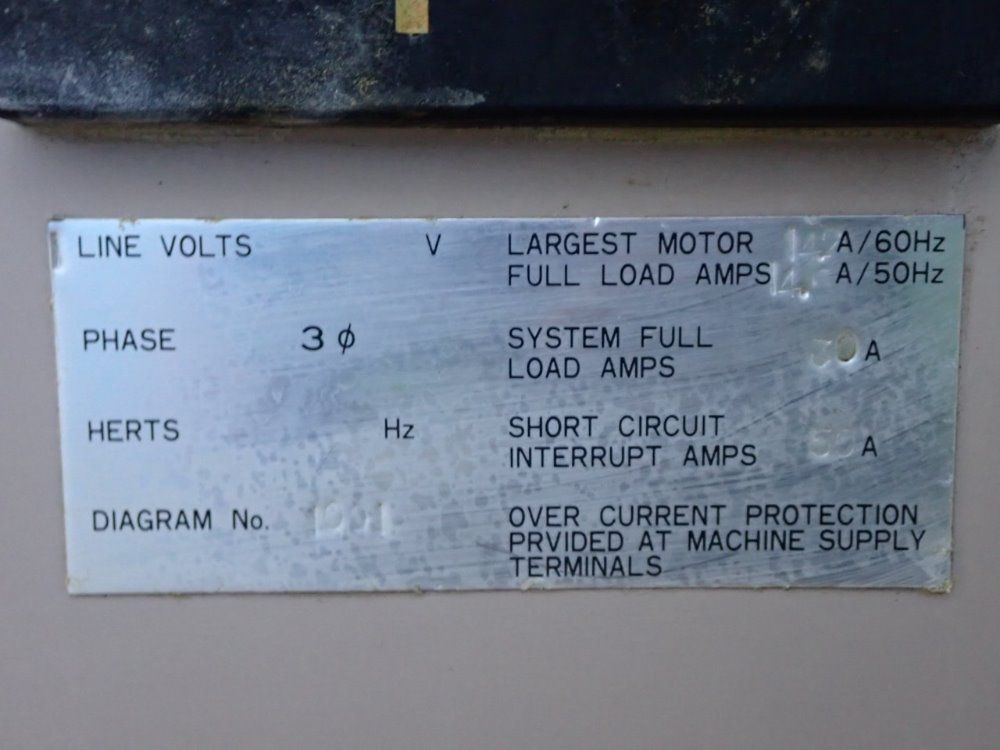 LINE VOLTS V
PHASE 3 ϕ
HERTS Hz
DIAGRAM No.
LARGEST MOTOR A/60Hz
FULL LOAD AMPS A/50Hz
SYSTEM FULL
LOAD AMPS 30 A
SHORT CIRCUIT
INTERRUPT AMPS A
OVER CURRENT PROTECTION
PRVIDED AT MACHINE SUPPLY
TERMINALS